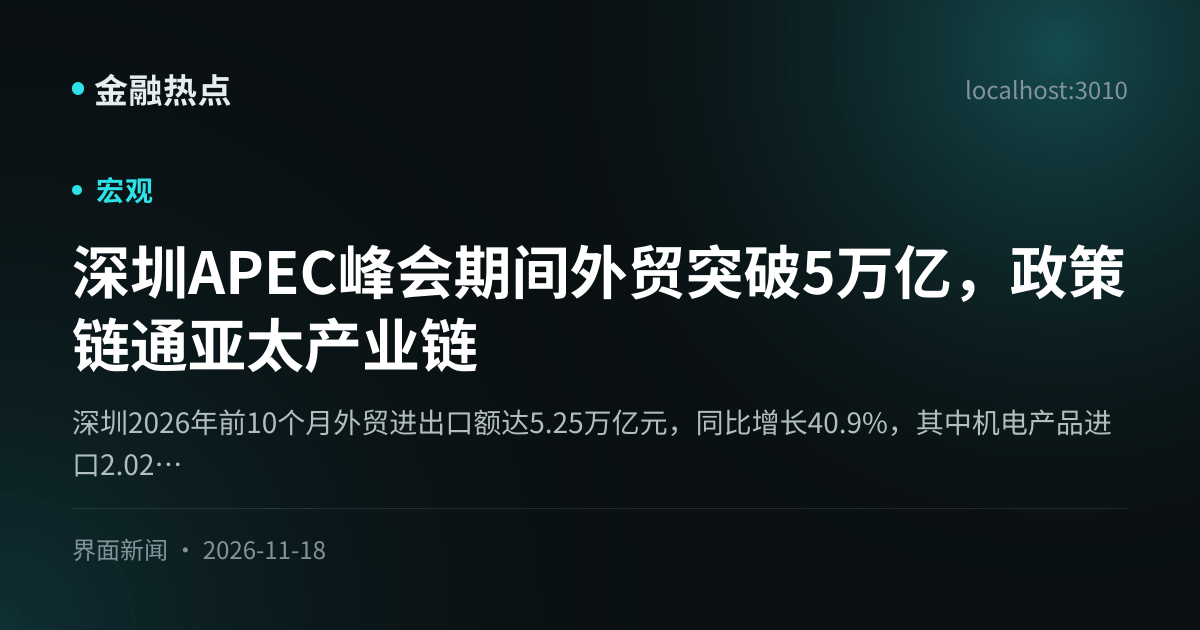 金融热点
localhost:3010
宏观
深圳APEC峰会期间外贸突破5万亿，政策
链通亚太产业链
深圳2026年前10个月外贸进出口额达5.25万亿元，同比增长40.9%，其中机电产品进
口2.02…
界面新闻 • 2026-11-18